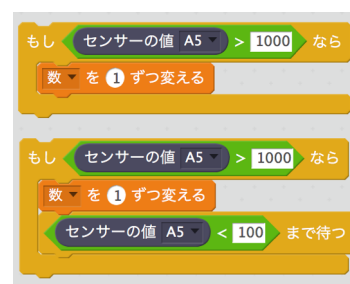 もし センサーの値 A5 > 1000 なら
数 を 1 ずつ変える
もし センサーの値 A5 > 1000 なら
数 を 1 ずつ変える
センサーの値 A5 < 100 まで待つ